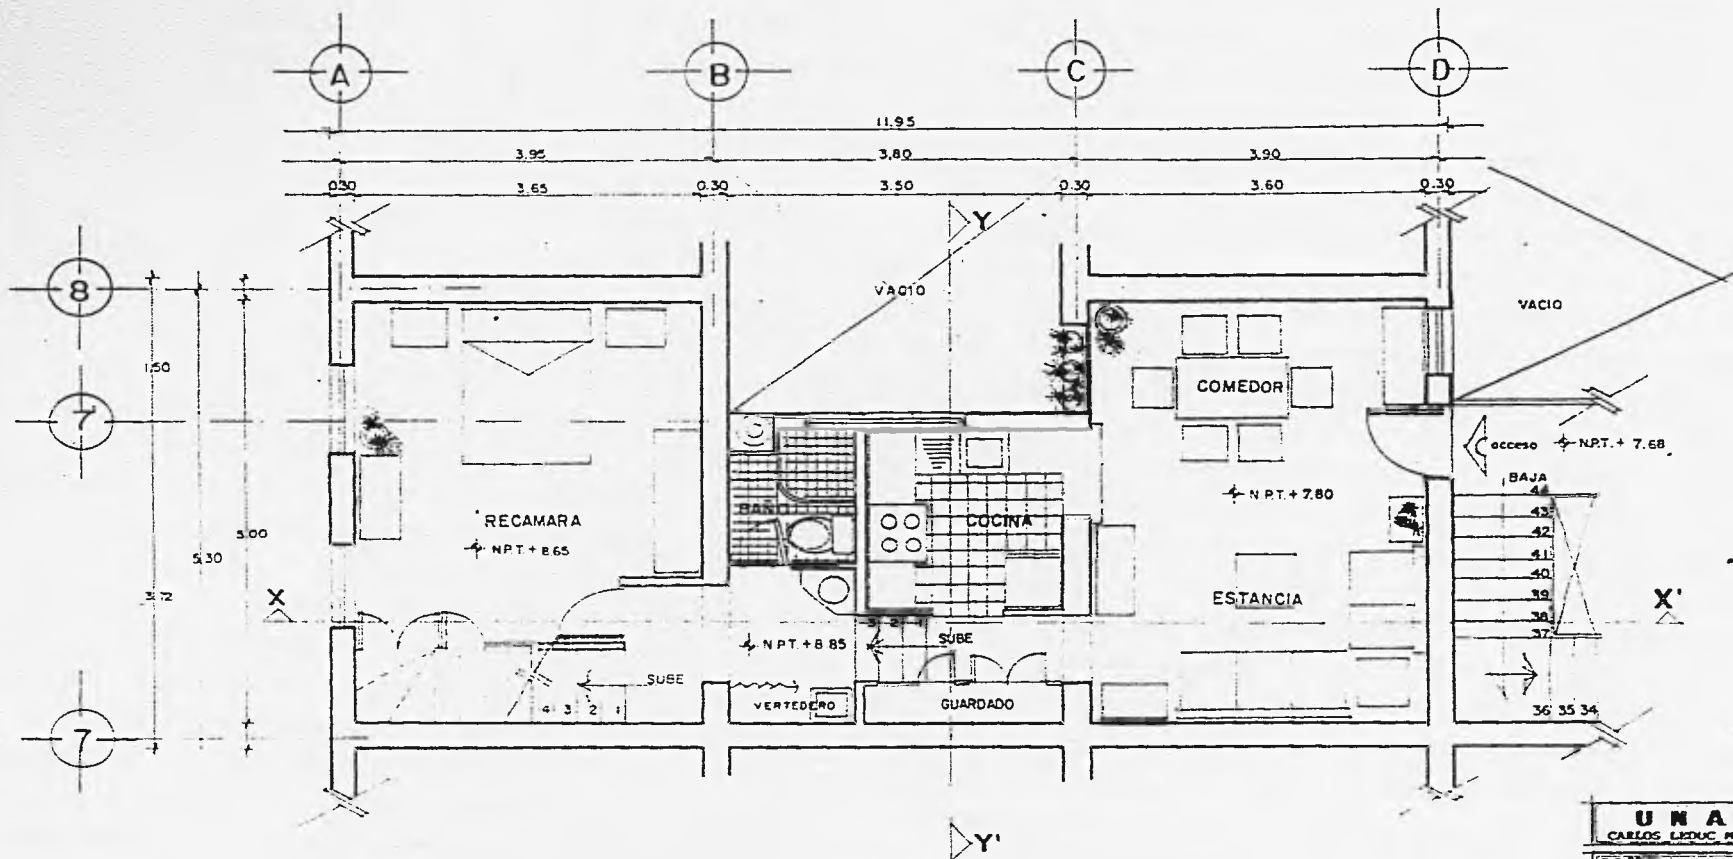 A B C D
11.95
3.95 3.80 3.90
0.30 3.65 0.30 3.50 0.30 3.60 0.30
Y
8
VACIO
VACIO
1.50
COMEDOR
7'
acceso N.P.T. + 7.68
BAJA
44
N.P.T. + 7.80
43
BAÑO
RECAMARA
COCINA
42
5.00
N.P.T. + 8.65
41
5.30
40
3.72
39
X
ESTANCIA
X'
38
3 2 1
37
N.P.T. + 8.85
SUBE
SUBE
4 3 2 1
VERTEDERO
GUARDADO
36 35 34
7
Y'
U N A
CARLOS LEDUC M